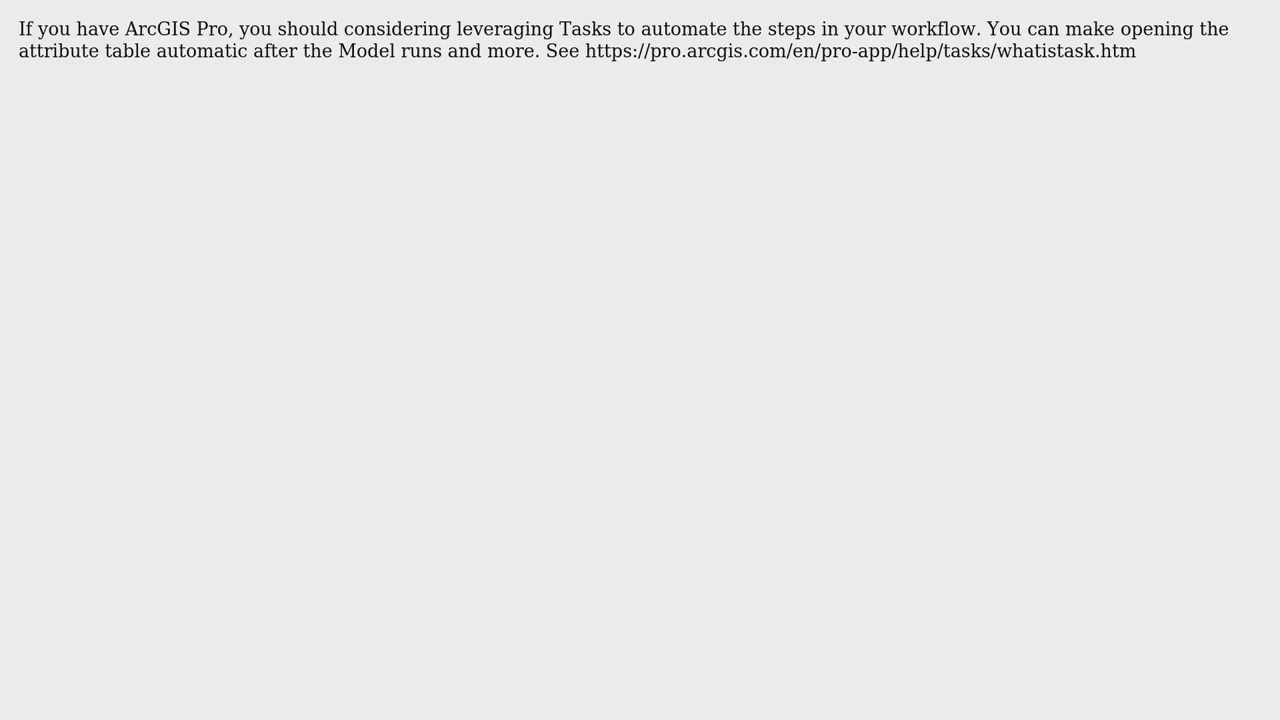 If you have ArcGIS Pro, you should considering leveraging Tasks to automate the steps in your workflow. You can make opening the
attribute table automatic after the Model runs and more. See https://pro.arcgis.com/en/pro-app/help/tasks/whatistask.htm